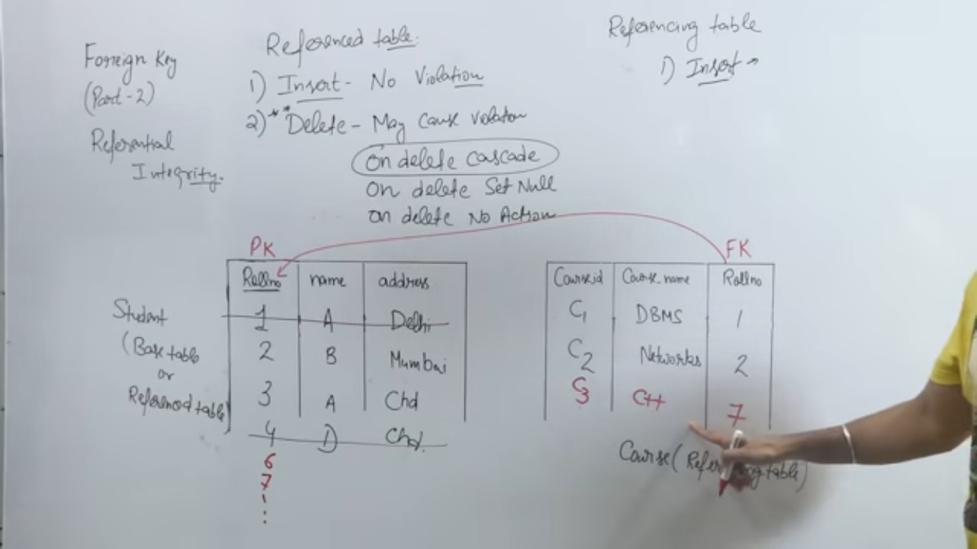 Foreign Key
(Part-2)
Referential
Integrity.
Referenced table.
1) Insert - No Violation
2) ** Delete - May Cause Violation
On delete Cascade
On delete Set Null
On delete No Action
Referencing table
1) Insert -
PK
Rollno name address
1 A Delhi
2 B Mumbai
3 A Chd
4 D Chd.
6
7
Student
(Base table
or
Referenced table)
FK
Course id Course name Rollno
C1 DBMS 1
C2 Networks 2
C3 C++ 7
Course (Referencing table)